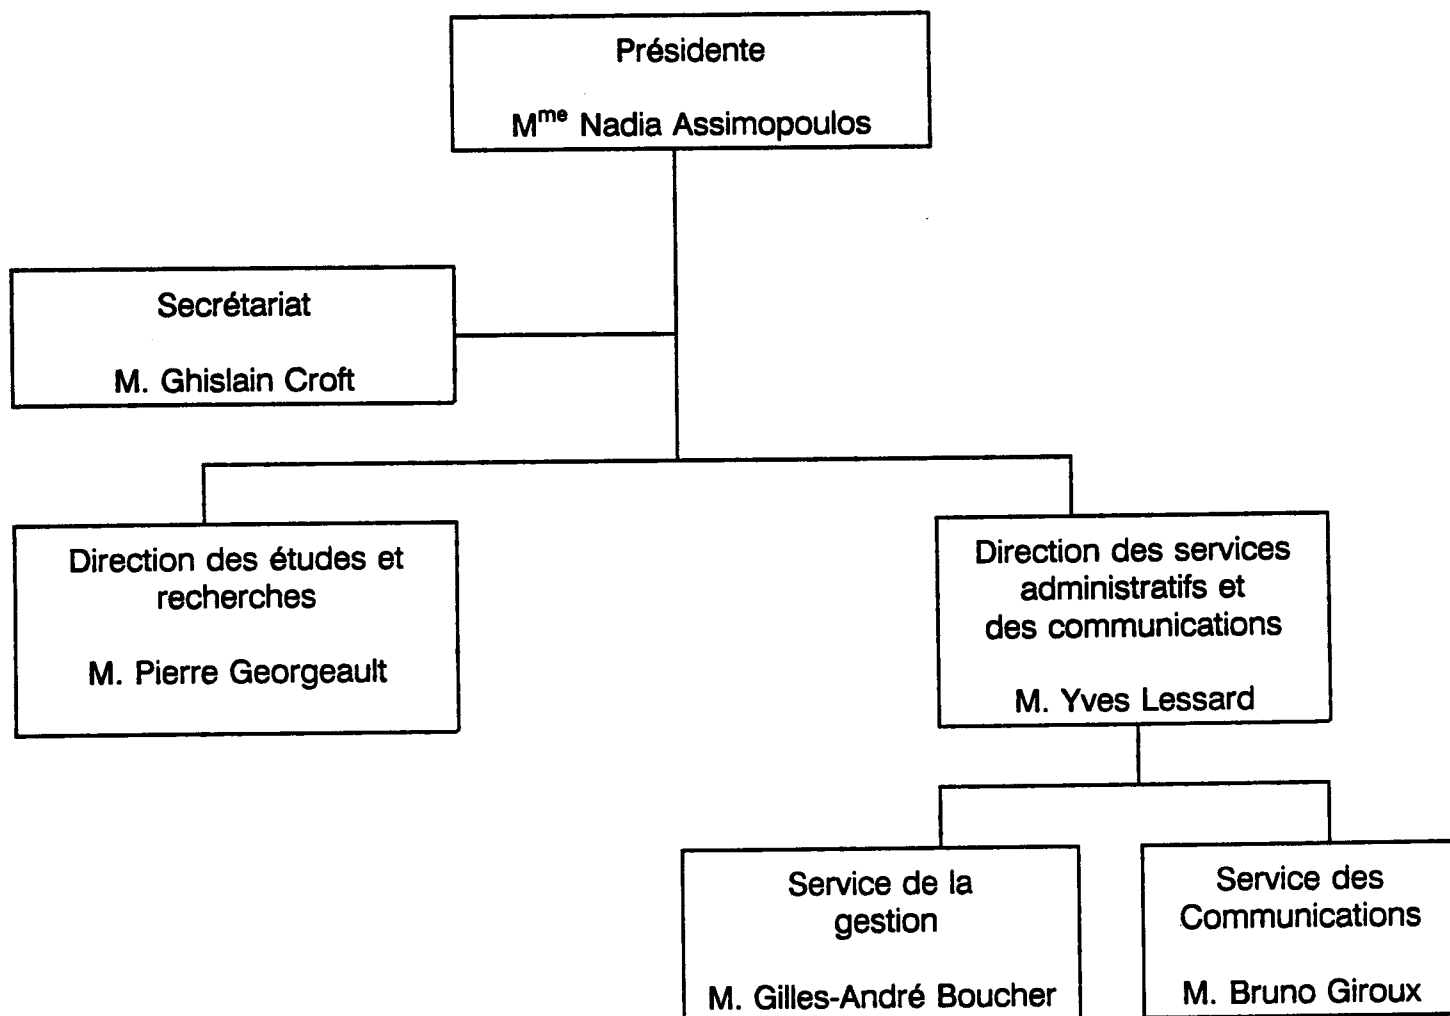 Présidente
Mme Nadia Assimopoulos
Secrétariat
M. Ghislain Croft
Direction des études et
recherches
M. Pierre Georgeault
Direction des services
administratifs et
des communications
M. Yves Lessard
Service de la
gestion
M. Gilles-André Boucher
Service des
Communications
M. Bruno Giroux